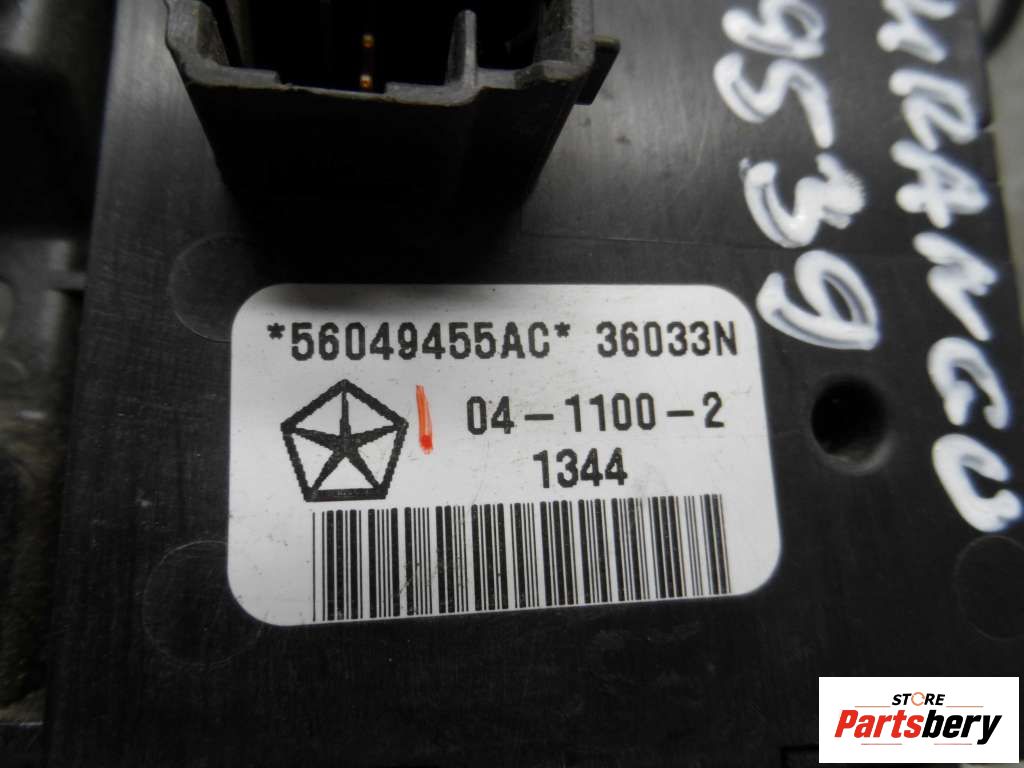 *56049455AC* 36033N
04-1100-2
1344
95-39
STORE
Partsbery